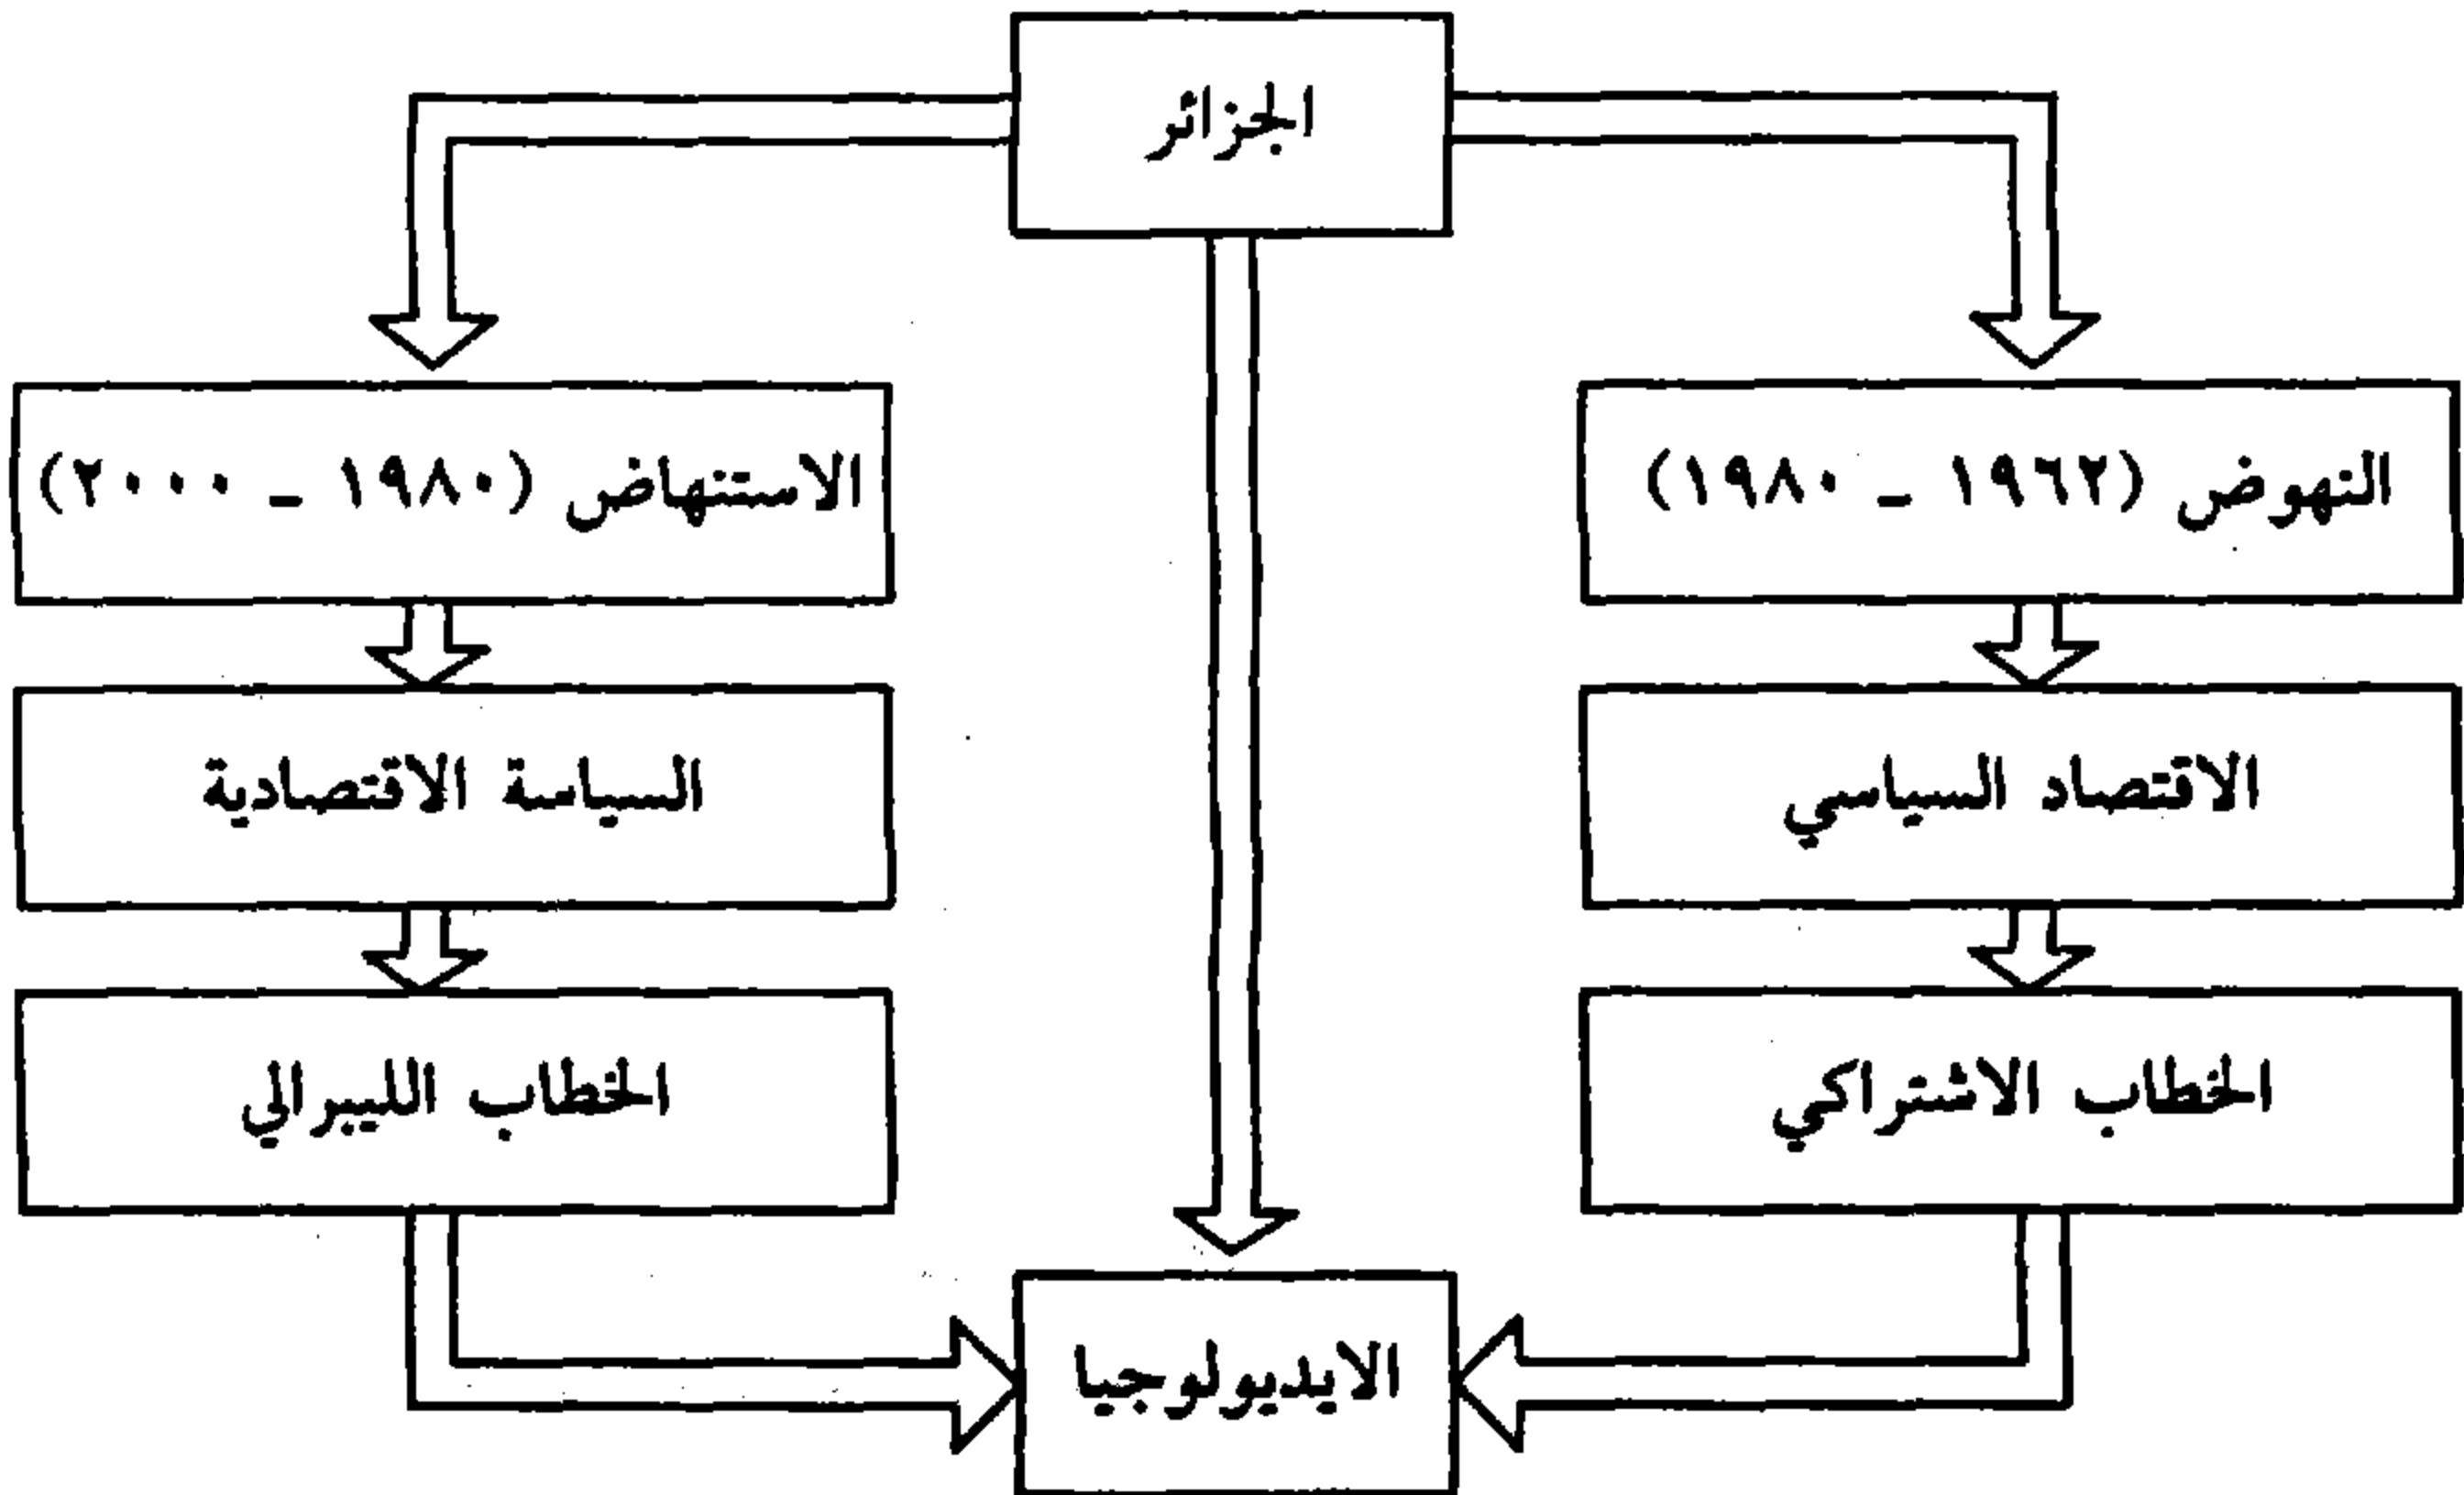 الجزائر
النهوض (١٩٦٢ ـ ١٩٨٠)
الاستنهاض (١٩٨٠ ـ ٢٠٠٠)
الاقتصاد السياسي
السياسة الاقتصادية
الخطاب الاشتراكي
الخطاب الليبرالي
الايديولوجيا